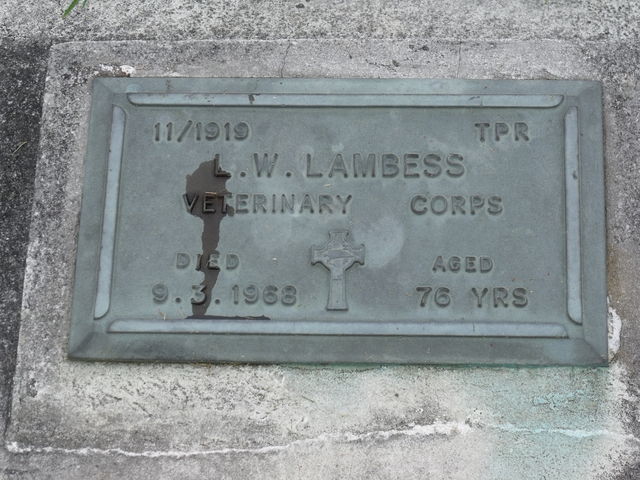 11/1919 TPR
L.W. LAMBESS
VETERINARY CORPS
DIED AGED
9.3.1968 76 YRS